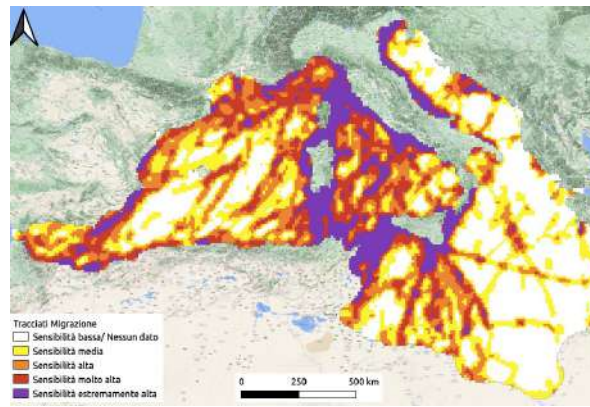 N
Tracciati Migrazione
Sensibilità bassa/ Nessun dato
Sensibilità media
Sensibilità alta
Sensibilità molto alta
Sensibilità estremamente alta
0 250 500 km